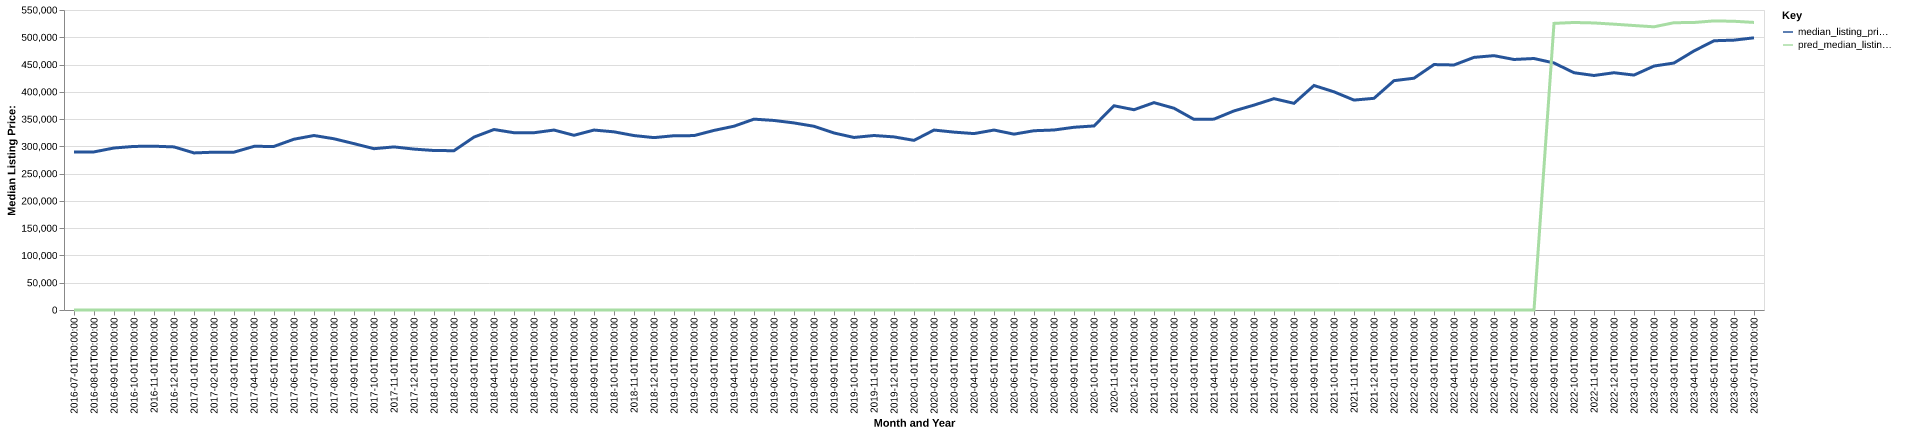 550,000
500,000
450,000
400,000
350,000
300,000
250,000
200,000
150,000
100,000
50,000
0
Median Listing Price:
2016-07-01T00:00:00
2016-08-01T00:00:00
2016-09-01T00:00:00
2016-10-01T00:00:00
2016-11-01T00:00:00
2016-12-01T00:00:00
2017-01-01T00:00:00
2017-02-01T00:00:00
2017-03-01T00:00:00
2017-04-01T00:00:00
2017-05-01T00:00:00
2017-06-01T00:00:00
2017-07-01T00:00:00
2017-08-01T00:00:00
2017-09-01T00:00:00
2017-10-01T00:00:00
2017-11-01T00:00:00
2017-12-01T00:00:00
2018-01-01T00:00:00
2018-02-01T00:00:00
2018-03-01T00:00:00
2018-04-01T00:00:00
2018-05-01T00:00:00
2018-06-01T00:00:00
2018-07-01T00:00:00
2018-08-01T00:00:00
2018-09-01T00:00:00
2018-10-01T00:00:00
2018-11-01T00:00:00
2018-12-01T00:00:00
2019-01-01T00:00:00
2019-02-01T00:00:00
2019-03-01T00:00:00
2019-04-01T00:00:00
2019-05-01T00:00:00
2019-06-01T00:00:00
2019-07-01T00:00:00
2019-08-01T00:00:00
2019-09-01T00:00:00
2019-10-01T00:00:00
2019-11-01T00:00:00
2019-12-01T00:00:00
2020-01-01T00:00:00
2020-02-01T00:00:00
2020-03-01T00:00:00
2020-04-01T00:00:00
2020-05-01T00:00:00
2020-06-01T00:00:00
2020-07-01T00:00:00
2020-08-01T00:00:00
2020-09-01T00:00:00
2020-10-01T00:00:00
2020-11-01T00:00:00
2020-12-01T00:00:00
2021-01-01T00:00:00
2021-02-01T00:00:00
2021-03-01T00:00:00
2021-04-01T00:00:00
2021-05-01T00:00:00
2021-06-01T00:00:00
2021-07-01T00:00:00
2021-08-01T00:00:00
2021-09-01T00:00:00
2021-10-01T00:00:00
2021-11-01T00:00:00
2021-12-01T00:00:00
2022-01-01T00:00:00
2022-02-01T00:00:00
2022-03-01T00:00:00
2022-04-01T00:00:00
2022-05-01T00:00:00
2022-06-01T00:00:00
2022-07-01T00:00:00
2022-08-01T00:00:00
2022-09-01T00:00:00
2022-10-01T00:00:00
2022-11-01T00:00:00
2022-12-01T00:00:00
2023-01-01T00:00:00
2023-02-01T00:00:00
2023-03-01T00:00:00
2023-04-01T00:00:00
2023-05-01T00:00:00
2023-06-01T00:00:00
2023-07-01T00:00:00
Month and Year
Key
median_listing_pri…
pred_median_listin…